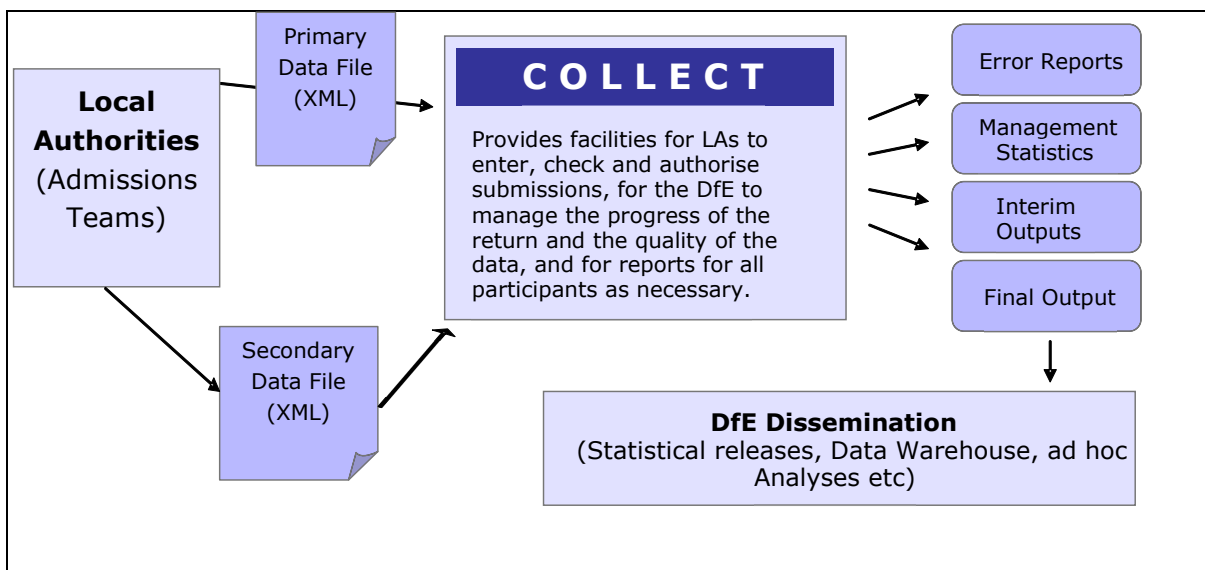 Local
Authorities
(Admissions
Teams)
Primary
Data File
(XML)
Secondary
Data File
(XML)
C O L L E C T
Provides facilities for LAs to
enter, check and authorise
submissions, for the DfE to
manage the progress of the
return and the quality of the
data, and for reports for all
participants as necessary.
Error Reports
Management
Statistics
Interim
Outputs
Final Output
DfE Dissemination
(Statistical releases, Data Warehouse, ad hoc
Analyses etc)